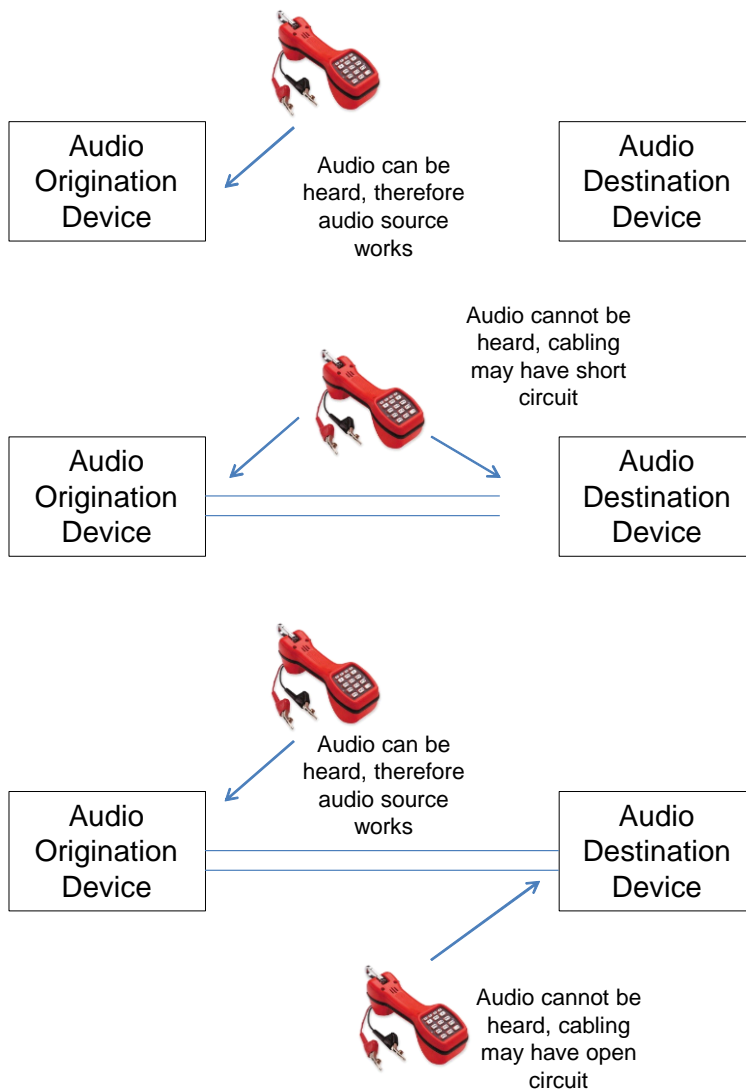 Audio
Origination
Device
Audio can be
heard, therefore
audio source
works
Audio
Destination
Device
Audio cannot be
heard, cabling
may have short
circuit
Audio
Origination
Device
Audio
Destination
Device
Audio can be
heard, therefore
audio source
works
Audio
Origination
Device
Audio
Destination
Device
Audio cannot be
heard, cabling
may have open
circuit